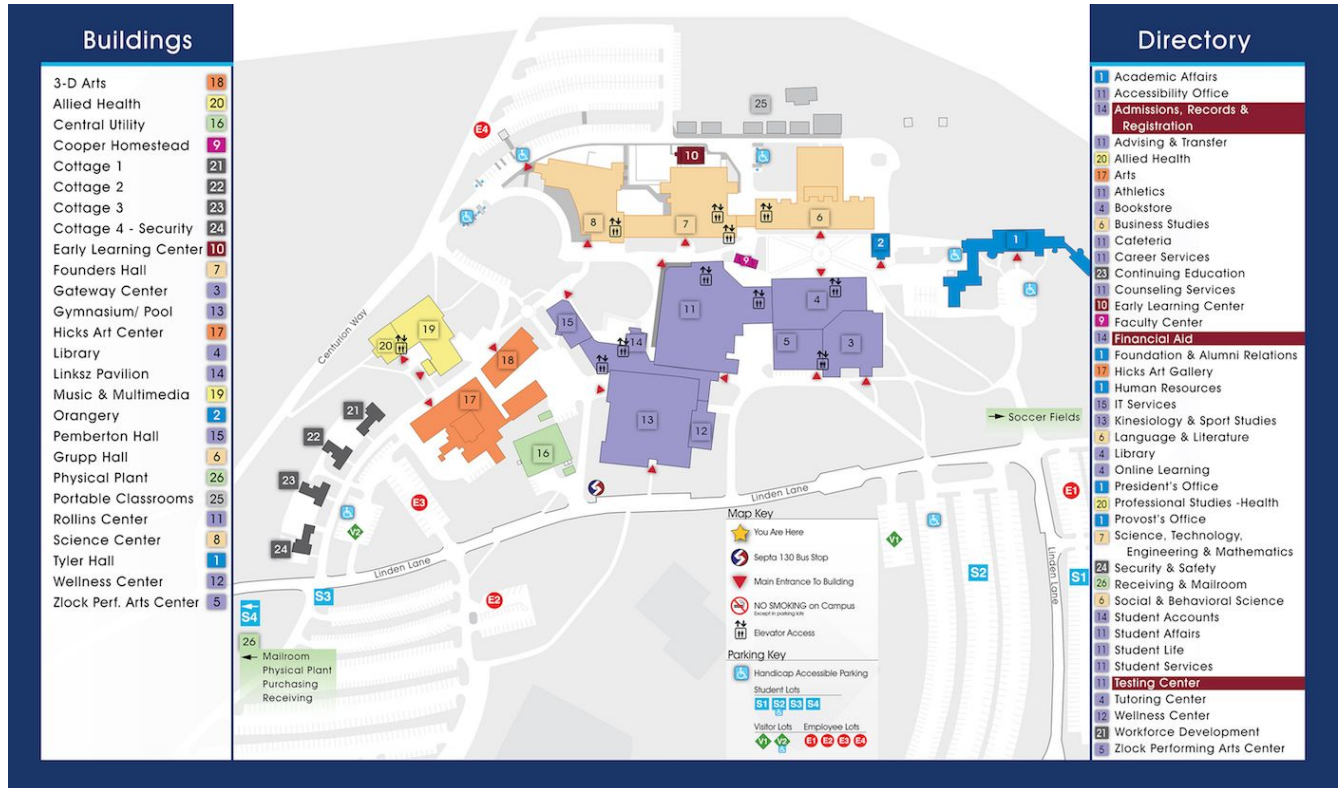 Buildings
3-D Arts 18
Allied Health 20
Central Utility 16
Cooper Homestead 9
Cottage 1 21
Cottage 2 22
Cottage 3 23
Cottage 4 - Security 24
Early Learning Center 10
Founders Hall 7
Gateway Center 3
Gymnasium/ Pool 13
Hicks Art Center 17
Library 4
Linksz Pavilion 14
Music & Multimedia 19
Orangery 2
Pemberton Hall 15
Grupp Hall 6
Physical Plant 26
Portable Classrooms 25
Rollins Center 11
Science Center 8
Tyler Hall 1
Wellness Center 12
Zlock Perf. Arts Center 5
25
E4
10
8
7
6
2
1
9
11
4
15
14
5
3
19
20
18
17
13
12
16
21
22
23
24
Centurion Way
Soccer Fields
E1
E3
V2
Linden Lane
Linden Lane
Linden Lane
V1
S2
S1
S3
S4
E2
26
Mailroom
Physical Plant
Purchasing
Receiving
Map Key
You Are Here
Septa 130 Bus Stop
Main Entrance To Building
NO SMOKING on Campus
Except in parking lots
Elevator Access
Parking Key
Handicap Accessible Parking
Student Lots
S1 S2 S3 S4
Visitor Lots Employee Lots
V1 V2 E1 E2 E3 E4
Directory
1 Academic Affairs
11 Accessibility Office
14 Admissions, Records &
Registration
11 Advising & Transfer
20 Allied Health
17 Arts
11 Athletics
4 Bookstore
6 Business Studies
11 Cafeteria
11 Career Services
23 Continuing Education
11 Counseling Services
10 Early Learning Center
9 Faculty Center
14 Financial Aid
1 Foundation & Alumni Relations
17 Hicks Art Gallery
1 Human Resources
15 IT Services
13 Kinesiology & Sport Studies
6 Language & Literature
4 Library
4 Online Learning
1 President's Office
20 Professional Studies -Health
1 Provost's Office
7 Science, Technology,
Engineering & Mathematics
24 Security & Safety
26 Receiving & Mailroom
6 Social & Behavioral Science
14 Student Accounts
11 Student Affairs
11 Student Life
11 Student Services
11 Testing Center
4 Tutoring Center
12 Wellness Center
21 Workforce Development
5 Zlock Performing Arts Center